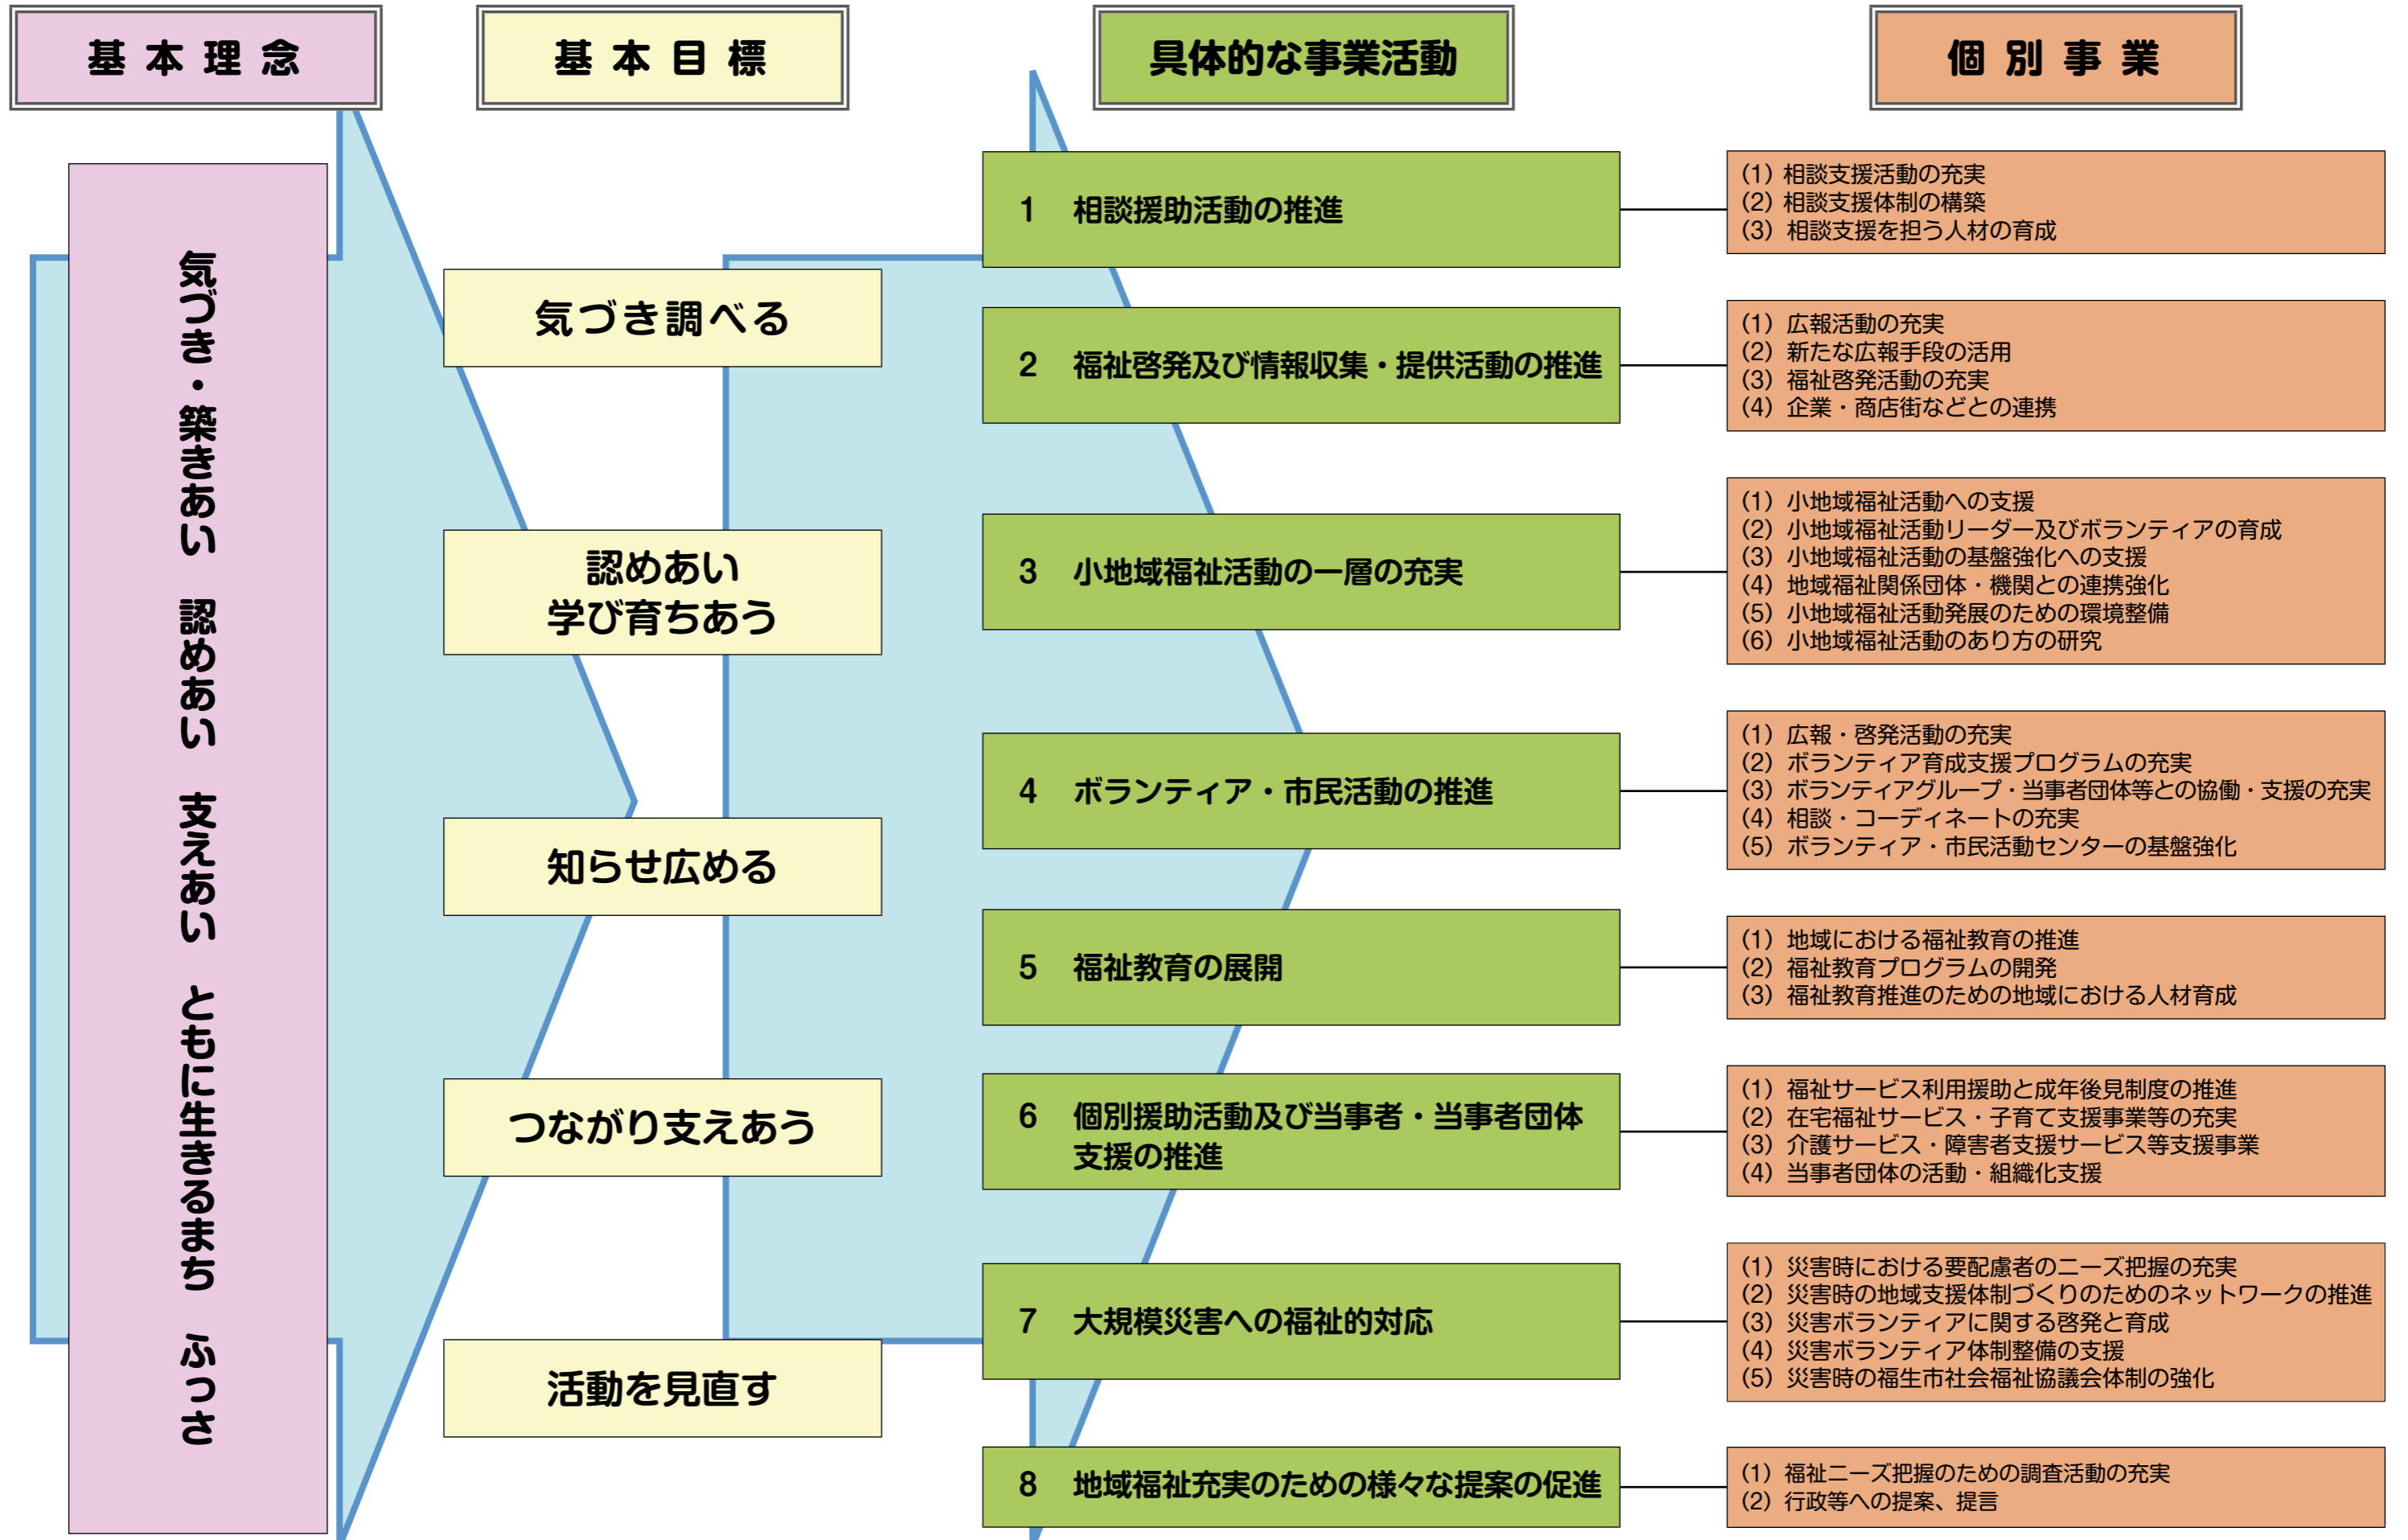 基本理念
基本目標
具体的な事業活動
個別事業
気づき・築きあい　認めあい　支えあい　ともに生きるまち　ふっさ
気づき調べる
認めあい
学び育ちあう
知らせ広める
つながり支えあう
活動を見直す
1　相談援助活動の推進
(1) 相談支援活動の充実
(2) 相談支援体制の構築
(3) 相談支援を担う人材の育成
2　福祉啓発及び情報収集・提供活動の推進
(1) 広報活動の充実
(2) 新たな広報手段の活用
(3) 福祉啓発活動の充実
(4) 企業・商店街などとの連携
3　小地域福祉活動の一層の充実
(1) 小地域福祉活動への支援
(2) 小地域福祉活動リーダー及びボランティアの育成
(3) 小地域福祉活動の基盤強化への支援
(4) 地域福祉関係団体・機関との連携強化
(5) 小地域福祉活動発展のための環境整備
(6) 小地域福祉活動のあり方の研究
4　ボランティア・市民活動の推進
(1) 広報・啓発活動の充実
(2) ボランティア育成支援プログラムの充実
(3) ボランティアグループ・当事者団体等との協働・支援の充実
(4) 相談・コーディネートの充実
(5) ボランティア・市民活動センターの基盤強化
5　福祉教育の展開
(1) 地域における福祉教育の推進
(2) 福祉教育プログラムの開発
(3) 福祉教育推進のための地域における人材育成
6　個別援助活動及び当事者・当事者団体
支援の推進
(1) 福祉サービス利用援助と成年後見制度の推進
(2) 在宅福祉サービス・子育て支援事業等の充実
(3) 介護サービス・障害者支援サービス等支援事業
(4) 当事者団体の活動・組織化支援
7　大規模災害への福祉的対応
(1) 災害時における要配慮者のニーズ把握の充実
(2) 災害時の地域支援体制づくりのためのネットワークの推進
(3) 災害ボランティアに関する啓発と育成
(4) 災害ボランティア体制整備の支援
(5) 災害時の福生市社会福祉協議会体制の強化
8　地域福祉充実のための様々な提案の促進
(1) 福祉ニーズ把握のための調査活動の充実
(2) 行政等への提案、提言